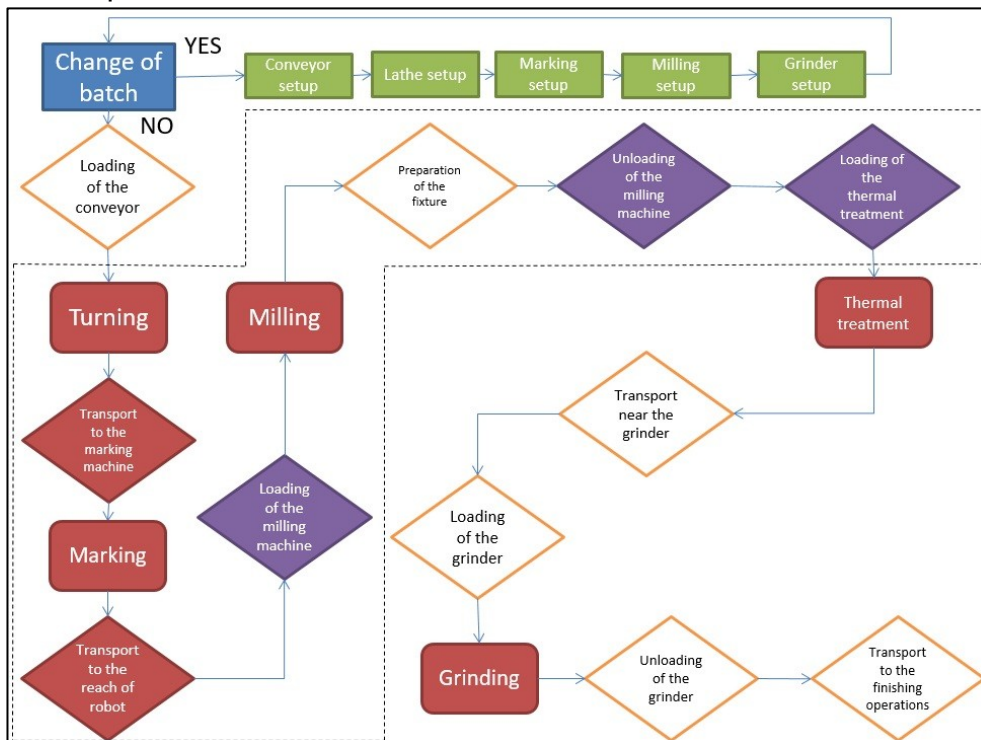 YES
Change of
batch
Conveyor
setup
Lathe setup
Marking
setup
Milling setup
Grinder
setup
NO
Loading
of the
conveyor
Preparation
of the
fixture
Unloading
of the
milling
machine
Loading of
the
thermal
treatment
Turning
Milling
Thermal
treatment
Transport
to the
marking
machine
Transport
near the
grinder
Loading
of the
milling
machine
Loading
of the
grinder
Marking
Transport
to the
reach of
robot
Grinding
Unloading
of the
grinder
Transport
to the
finishing
operations